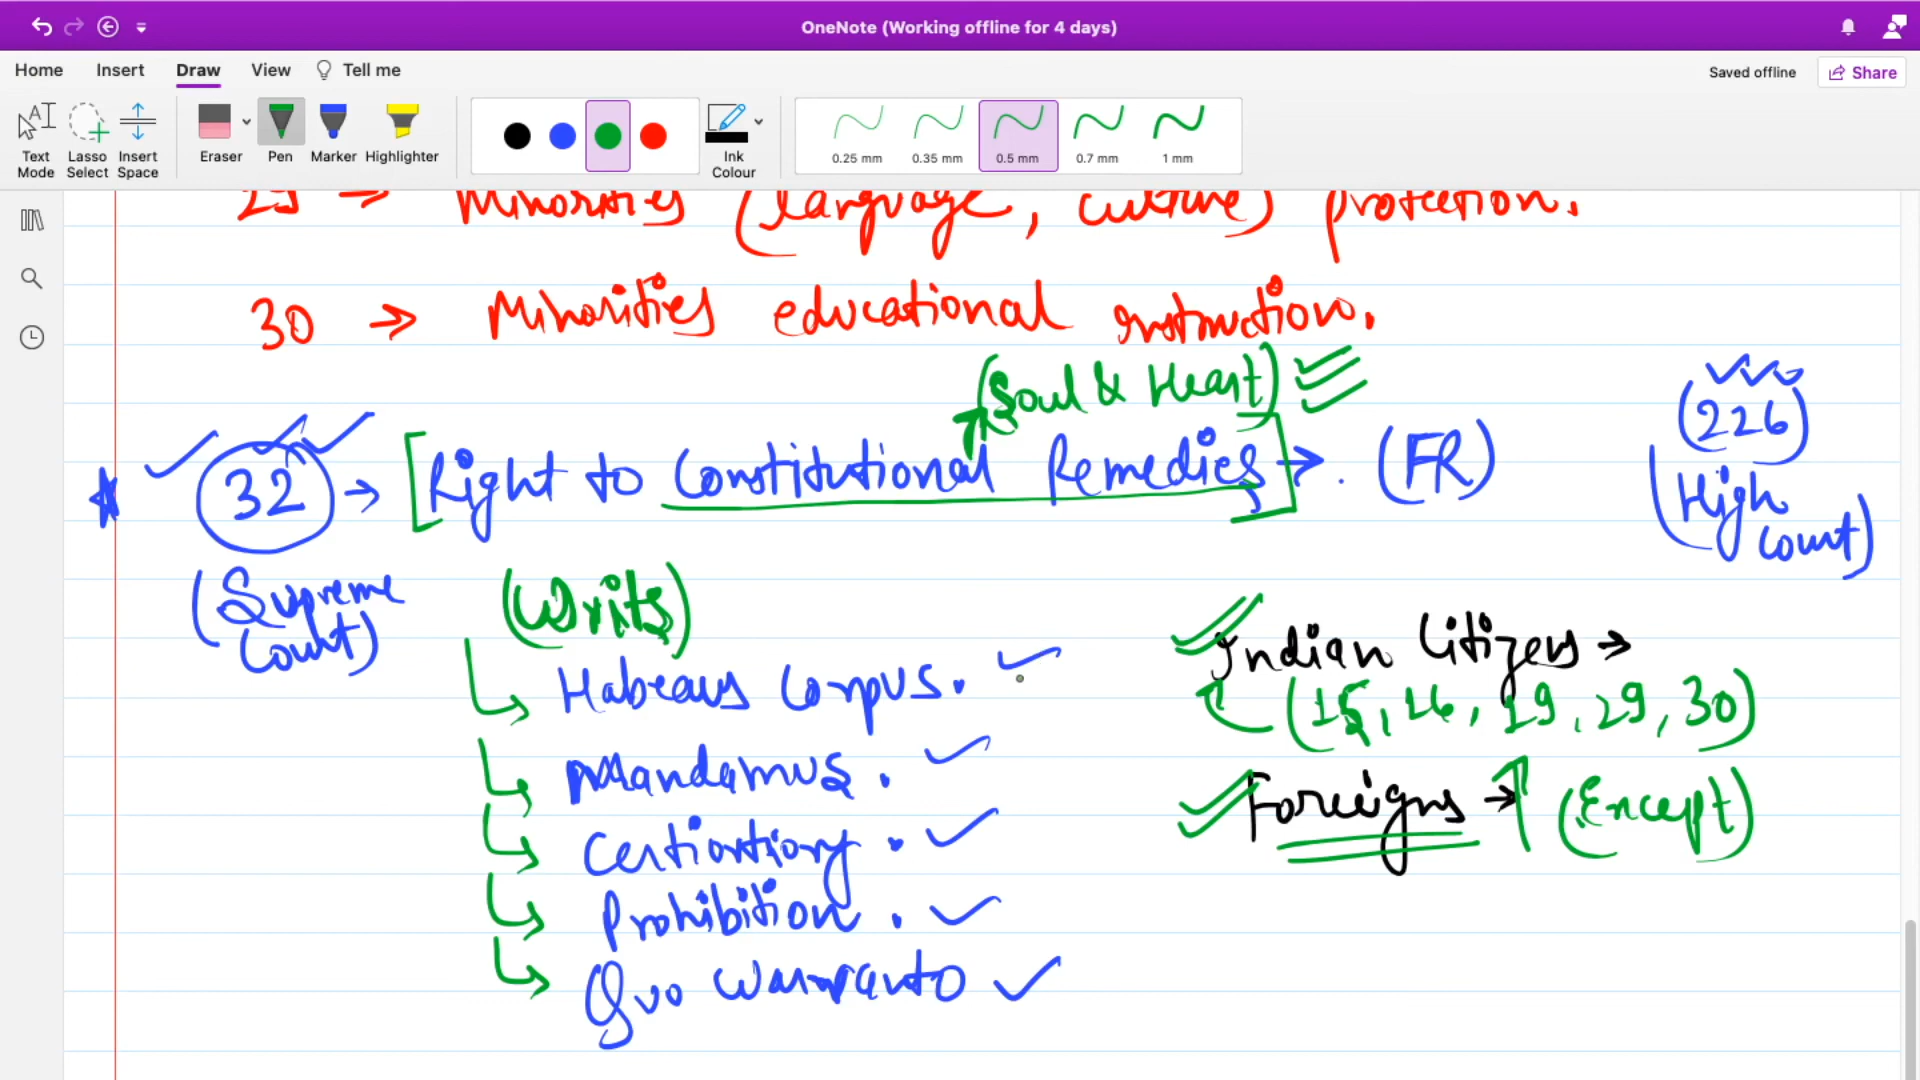 OneNote (Working offline for 4 days)
Home Insert Draw View Tell me
Saved offline Share
Text Mode
Lasso Select
Insert Space
Eraser
Pen
Marker
Highlighter
Ink Colour
0.25 mm
0.35 mm
0.5 mm
0.7 mm
1 mm
29 → Minorities (language, culture) protection.
30 → Minorities educational instruction.
(Soul & Heart)
32 → [Right to Constitutional Remedies] → . (FR)
(226)
(High Court)
(Supreme Court)
(Writs)
Habeaus Corpus.
Mandamus.
Prohibition.
Quo Warranto
Indian Citizens →
(15, 16, 19, 29, 30)
Foreigns → (Except)